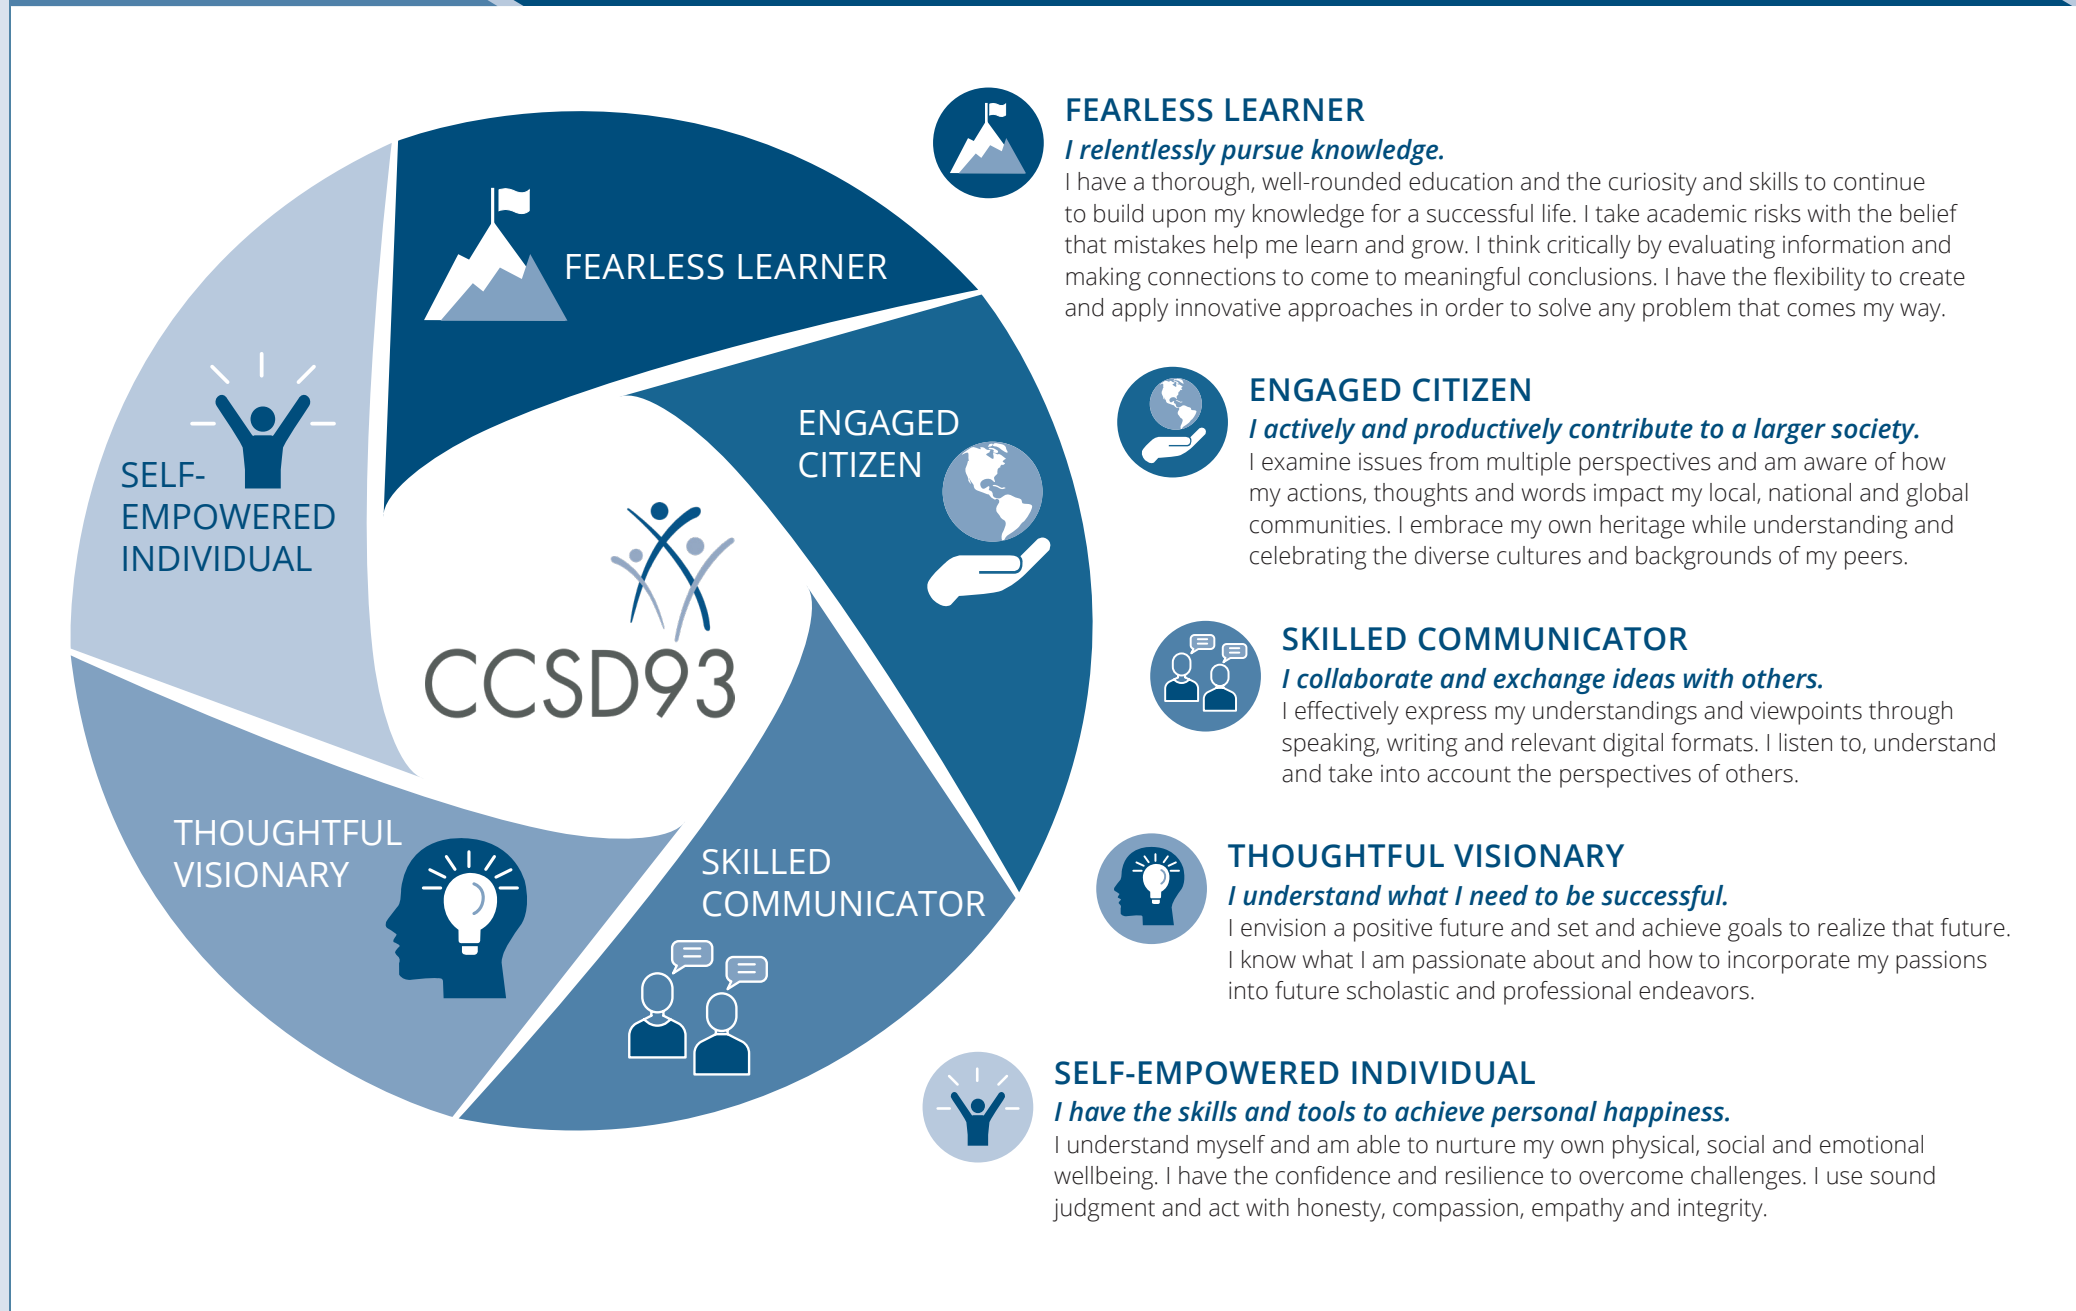 FEARLESS LEARNER
ENGAGED
CITIZEN
SELF-
EMPOWERED
INDIVIDUAL
CCSD93
THOUGHTFUL
VISIONARY
SKILLED
COMMUNICATOR
FEARLESS LEARNER
I relentlessly pursue knowledge.
I have a thorough, well-rounded education and the curiosity and skills to continue
to build upon my knowledge for a successful life. I take academic risks with the belief
that mistakes help me learn and grow. I think critically by evaluating information and
making connections to come to meaningful conclusions. I have the flexibility to create
and apply innovative approaches in order to solve any problem that comes my way.
ENGAGED CITIZEN
I actively and productively contribute to a larger society.
I examine issues from multiple perspectives and am aware of how
my actions, thoughts and words impact my local, national and global
communities. I embrace my own heritage while understanding and
celebrating the diverse cultures and backgrounds of my peers.
SKILLED COMMUNICATOR
I collaborate and exchange ideas with others.
I effectively express my understandings and viewpoints through
speaking, writing and relevant digital formats. I listen to, understand
and take into account the perspectives of others.
THOUGHTFUL VISIONARY
I understand what I need to be successful.
I envision a positive future and set and achieve goals to realize that future.
I know what I am passionate about and how to incorporate my passions
into future scholastic and professional endeavors.
SELF-EMPOWERED INDIVIDUAL
I have the skills and tools to achieve personal happiness.
I understand myself and am able to nurture my own physical, social and emotional
wellbeing. I have the confidence and resilience to overcome challenges. I use sound
judgment and act with honesty, compassion, empathy and integrity.